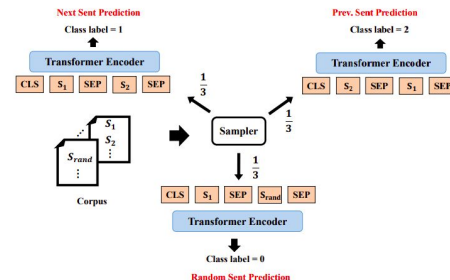 Next Sent Prediction
Class label = 1
Transformer Encoder
CLS S₁ SEP S₂ SEP
Prev. Sent Prediction
Class label = 2
Transformer Encoder
CLS S₂ SEP S₁ SEP
1/3
1/3
Sampler
1/3
S₁
S₂
⋮
S_rand
⋮
Corpus
CLS S₁ SEP S_rand SEP
Transformer Encoder
Class label = 0
Random Sent Prediction